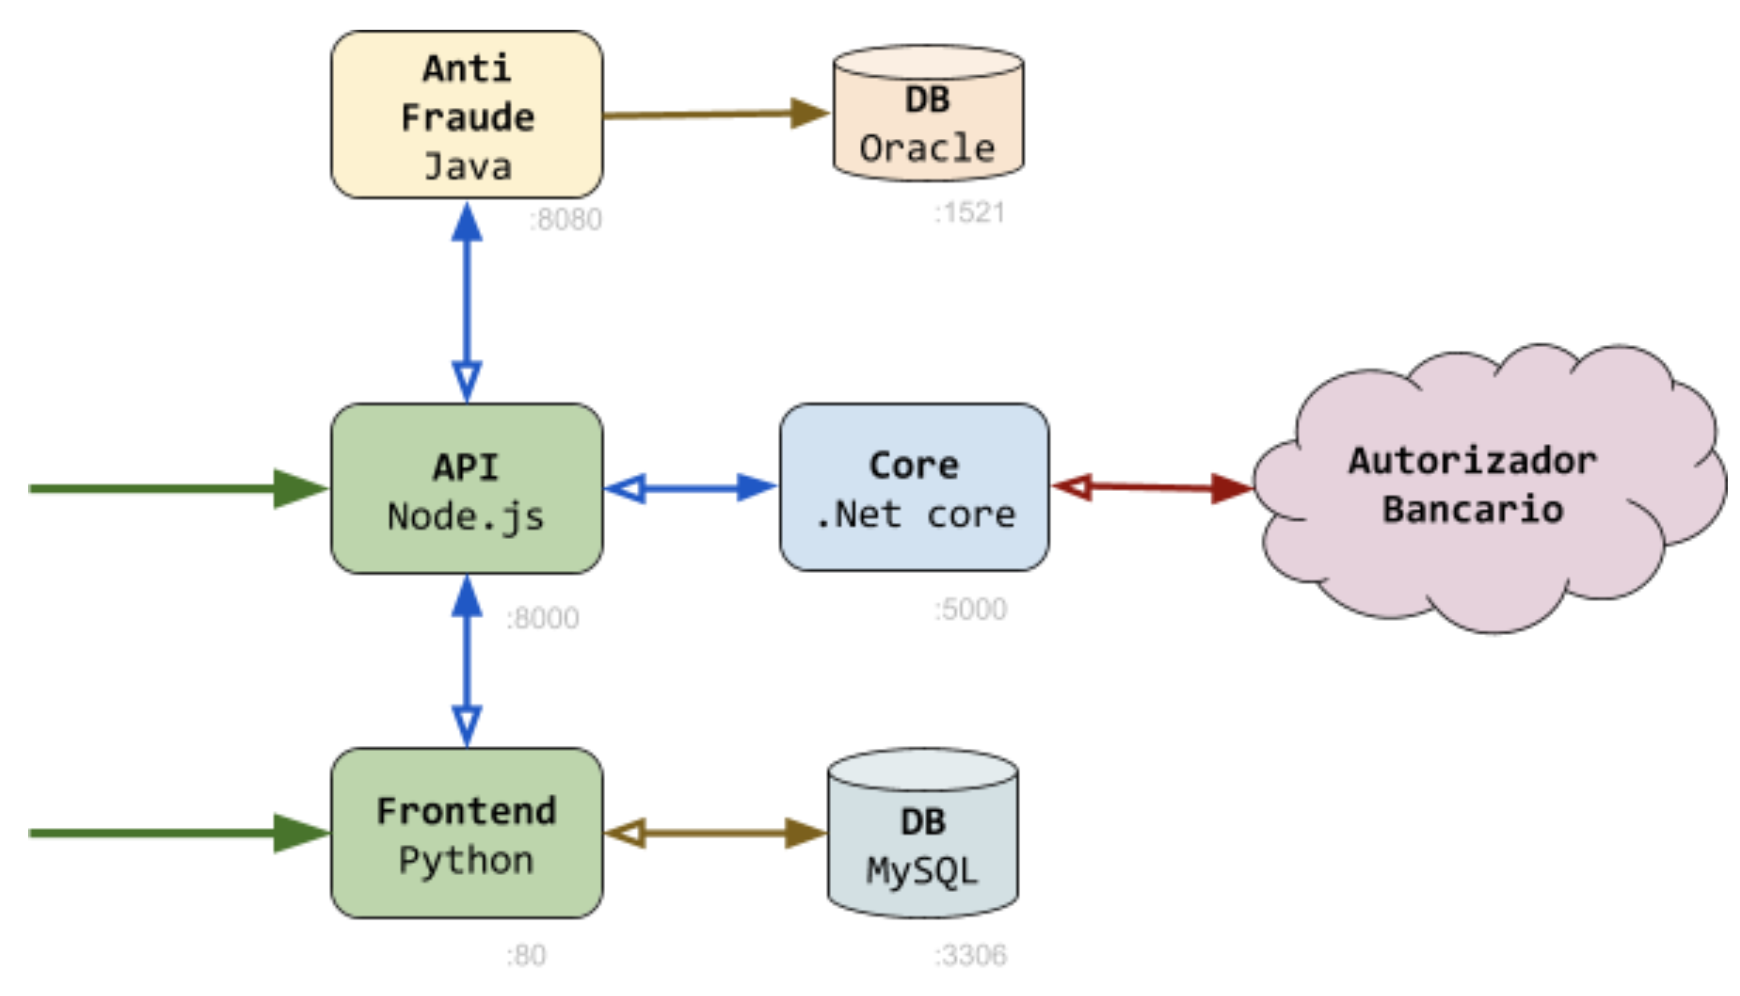 Anti
Fraude
Java
:8080
DB
Oracle
:1521
API
Node.js
:8000
Core
.Net core
:5000
Autorizador
Bancario
Frontend
Python
:80
DB
MySQL
:3306